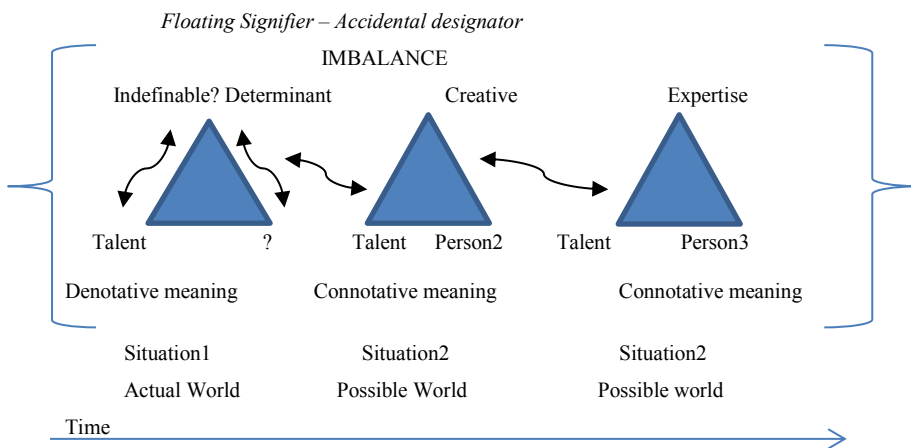 Floating Signifier – Accidental designator
IMBALANCE
Indefinable? Determinant Creative Expertise
Talent ? Talent Person2 Talent Person3
Denotative meaning Connotative meaning Connotative meaning
Situation1 Situation2 Situation2
Actual World Possible World Possible world
Time